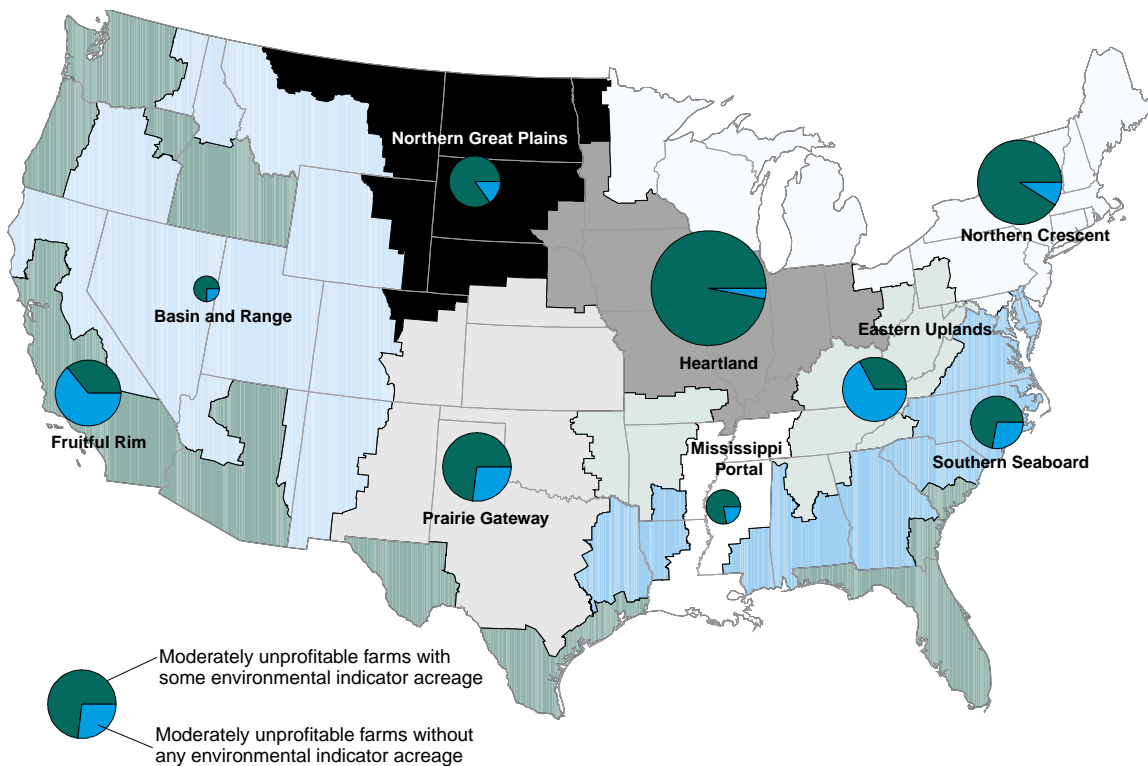 Northern Great Plains
Northern Crescent
Basin and Range
Eastern Uplands
Heartland
Fruitful Rim
Mississippi
Portal
Southern Seaboard
Prairie Gateway
Moderately unprofitable farms with
some environmental indicator acreage
Moderately unprofitable farms without
any environmental indicator acreage